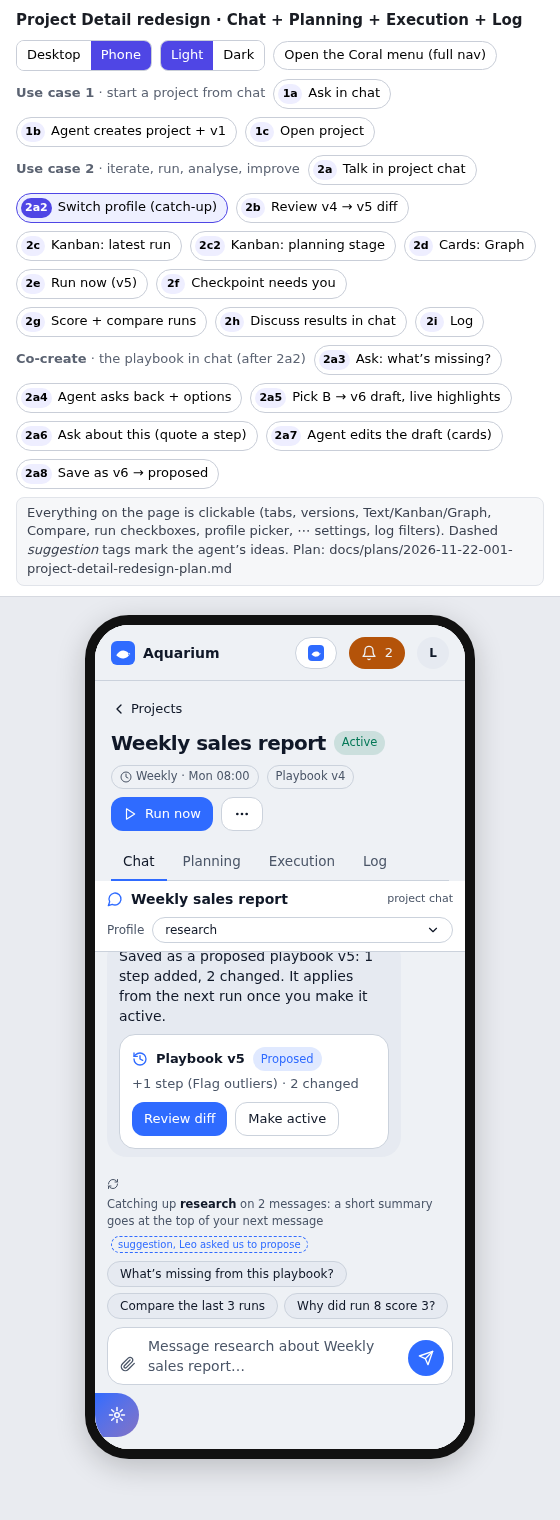 Project Detail redesign · Chat + Planning + Execution + Log
Desktop Phone Light Dark Open the Coral menu (full nav)
Use case 1 · start a project from chat 1a Ask in chat
1b Agent creates project + v1 1c Open project
Use case 2 · iterate, run, analyse, improve 2a Talk in project chat
2a2 Switch profile (catch-up) 2b Review v4 → v5 diff
2c Kanban: latest run 2c2 Kanban: planning stage 2d Cards: Graph
2e Run now (v5) 2f Checkpoint needs you
2g Score + compare runs 2h Discuss results in chat 2i Log
Co-create · the playbook in chat (after 2a2) 2a3 Ask: what’s missing?
2a4 Agent asks back + options 2a5 Pick B → v6 draft, live highlights
2a6 Ask about this (quote a step) 2a7 Agent edits the draft (cards)
2a8 Save as v6 → proposed
Everything on the page is clickable (tabs, versions, Text/Kanban/Graph,
Compare, run checkboxes, profile picker, ··· settings, log filters). Dashed
suggestion tags mark the agent’s ideas. Plan: docs/plans/2026-11-22-001-
project-detail-redesign-plan.md
Aquarium 2 L
Projects
Weekly sales report Active
Weekly · Mon 08:00 Playbook v4
Run now ···
Chat Planning Execution Log
Weekly sales report project chat
Profile research
Saved as a proposed playbook v5: 1
step added, 2 changed. It applies
from the next run once you make it
active.
Playbook v5 Proposed
+1 step (Flag outliers) · 2 changed
Review diff Make active
Catching up research on 2 messages: a short summary
goes at the top of your next message
suggestion, Leo asked us to propose
What’s missing from this playbook?
Compare the last 3 runs Why did run 8 score 3?
Message research about Weekly
sales report…